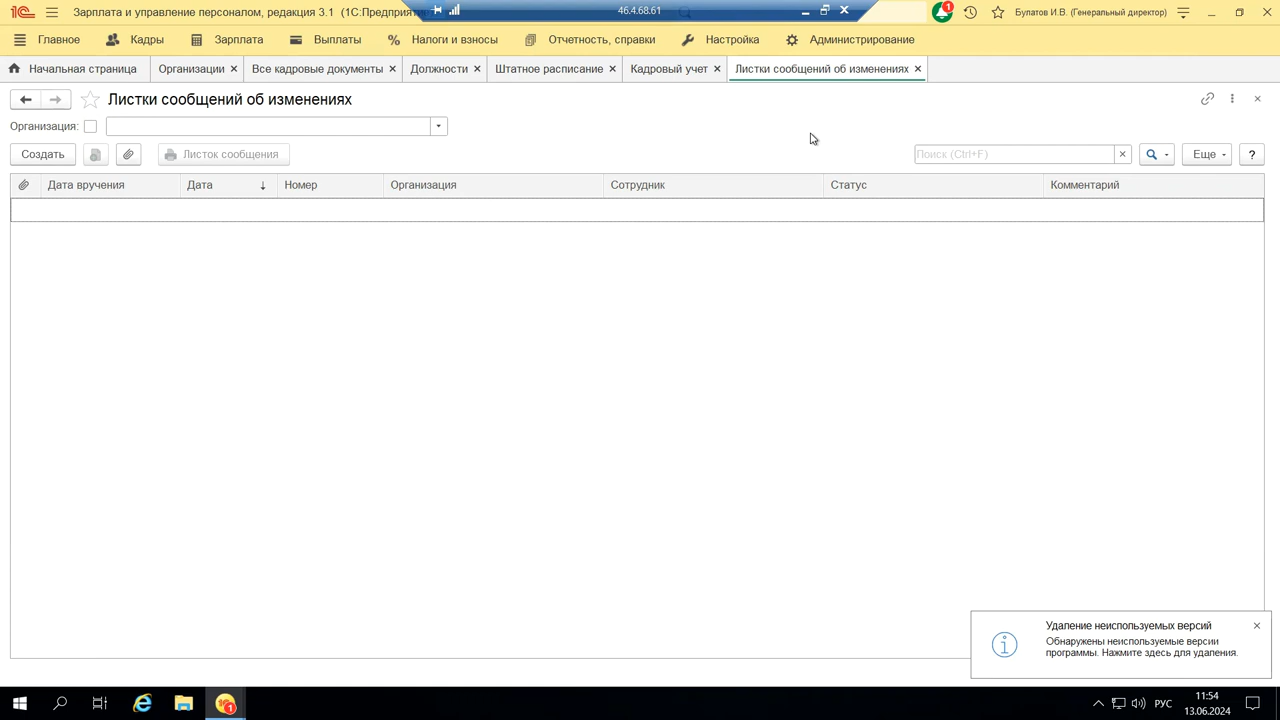 Зарплата и управление персоналом, редакция 3.1 (1С:Предприятие
46.4.68.61
1
Булатов И.В. (Генеральный директор)
Главное
Кадры
Зарплата
Выплаты
Налоги и взносы
Отчетность, справки
Настройка
Администрирование
Начальная страница
Организации
Все кадровые документы
Должности
Штатное расписание
Кадровый учет
Листки сообщений об изменениях
Листки сообщений об изменениях
Организация:
Создать
Листок сообщения
Поиск (Ctrl+F)
Еще
?
Дата вручения
Дата
Номер
Организация
Сотрудник
Статус
Комментарий
Удаление неиспользуемых версий
Обнаружены неиспользуемые версии
программы. Нажмите здесь для удаления.
1
РУС
11:54
13.06.2024